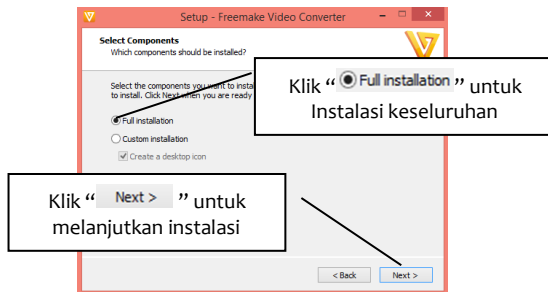 Setup - Freemake Video Converter
Select Components
Which components should be installed?
Select the components you want to instal
to install. Click Next when you are ready
Full installation
Custom installation
Create a desktop icon
Klik “ Full installation ” untuk
Instalasi keseluruhan
Klik “ Next > ” untuk
melanjutkan instalasi
< Back Next >